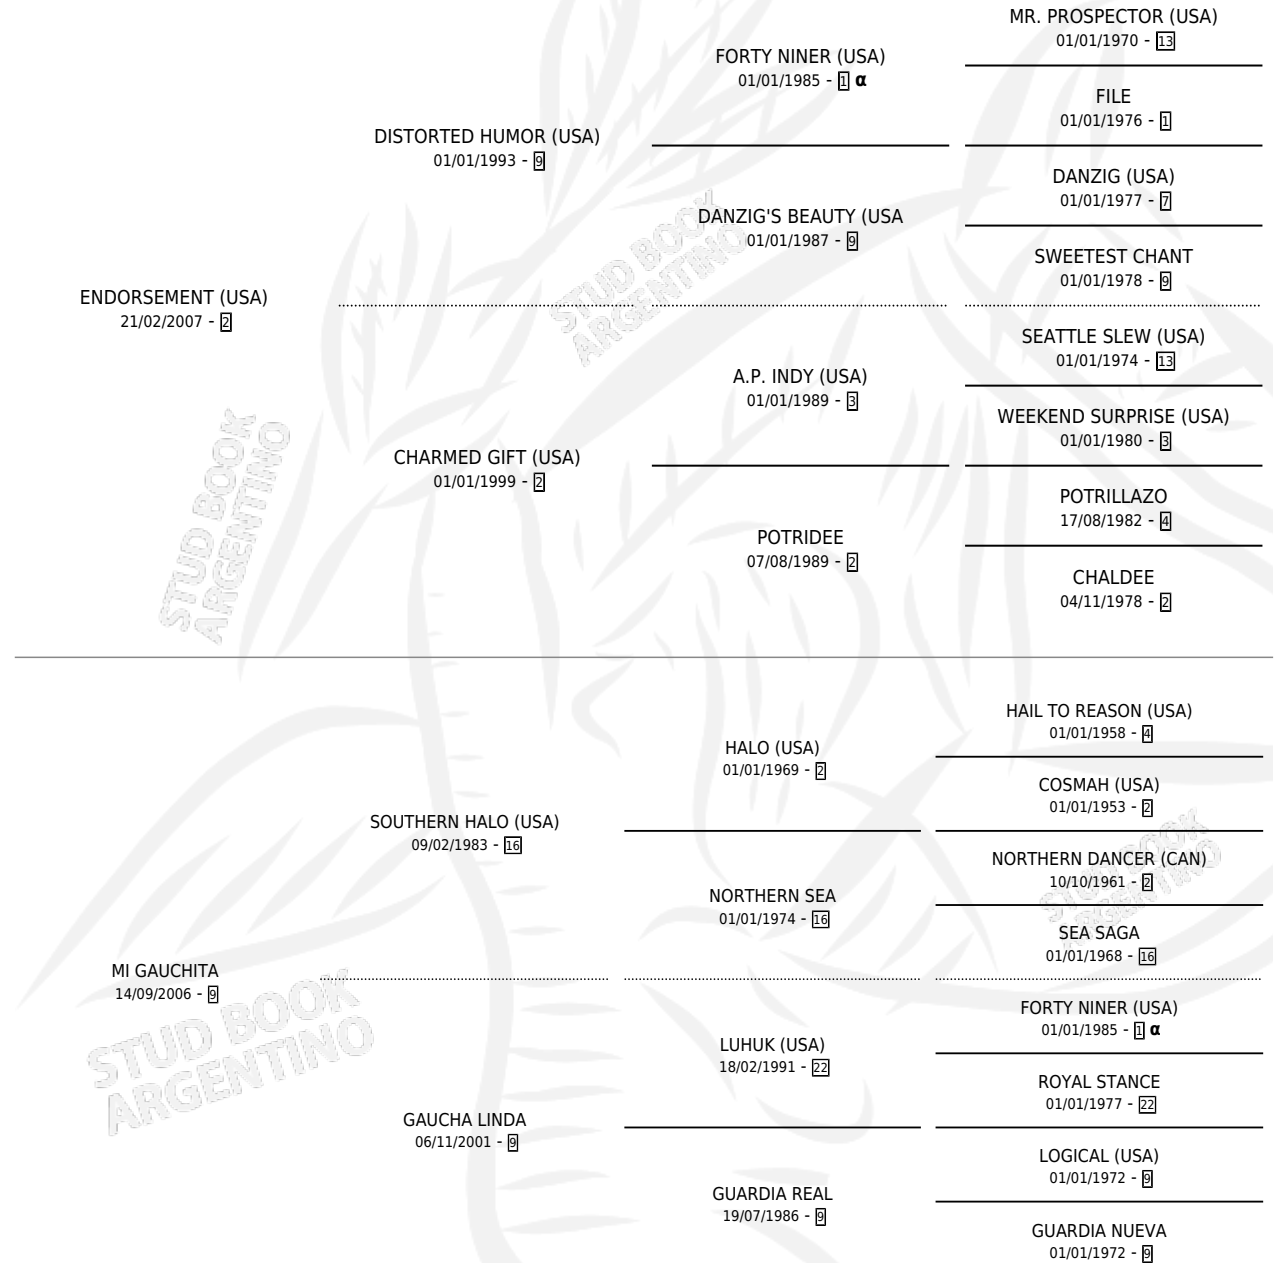 MR. PROSPECTOR (USA)
01/01/1970 - 13
FORTY NINER (USA)
01/01/1985 - 1 α
FILE
01/01/1976 - 1
DISTORTED HUMOR (USA)
01/01/1993 - 9
DANZIG (USA)
01/01/1977 - 7
DANZIG'S BEAUTY (USA
01/01/1987 - 9
SWEETEST CHANT
01/01/1978 - 9
ENDORSEMENT (USA)
21/02/2007 - 2
STUD BOOK
ARGENTINO
SEATTLE SLEW (USA)
01/01/1974 - 13
A.P. INDY (USA)
01/01/1989 - 3
WEEKEND SURPRISE (USA)
01/01/1980 - 3
CHARMED GIFT (USA)
01/01/1999 - 2
POTRILLAZO
17/08/1982 - 4
POTRIDEE
07/08/1989 - 2
CHALDEE
04/11/1978 - 2
STUD BOOK
ARGENTINO
HAIL TO REASON (USA)
01/01/1958 - 4
HALO (USA)
01/01/1969 - 2
COSMAH (USA)
01/01/1953 - 2
SOUTHERN HALO (USA)
09/02/1983 - 16
NORTHERN DANCER (CAN)
10/10/1961 - 2
NORTHERN SEA
01/01/1974 - 16
SEA SAGA
01/01/1968 - 16
STUD BOOK
ARGENTINO
MI GAUCHITA
14/09/2006 - 9
STUD BOOK
ARGENTINO
FORTY NINER (USA)
01/01/1985 - 1 α
LUHUK (USA)
18/02/1991 - 22
ROYAL STANCE
01/01/1977 - 22
GAUCHA LINDA
06/11/2001 - 9
LOGICAL (USA)
01/01/1972 - 9
GUARDIA REAL
19/07/1986 - 9
GUARDIA NUEVA
01/01/1972 - 9